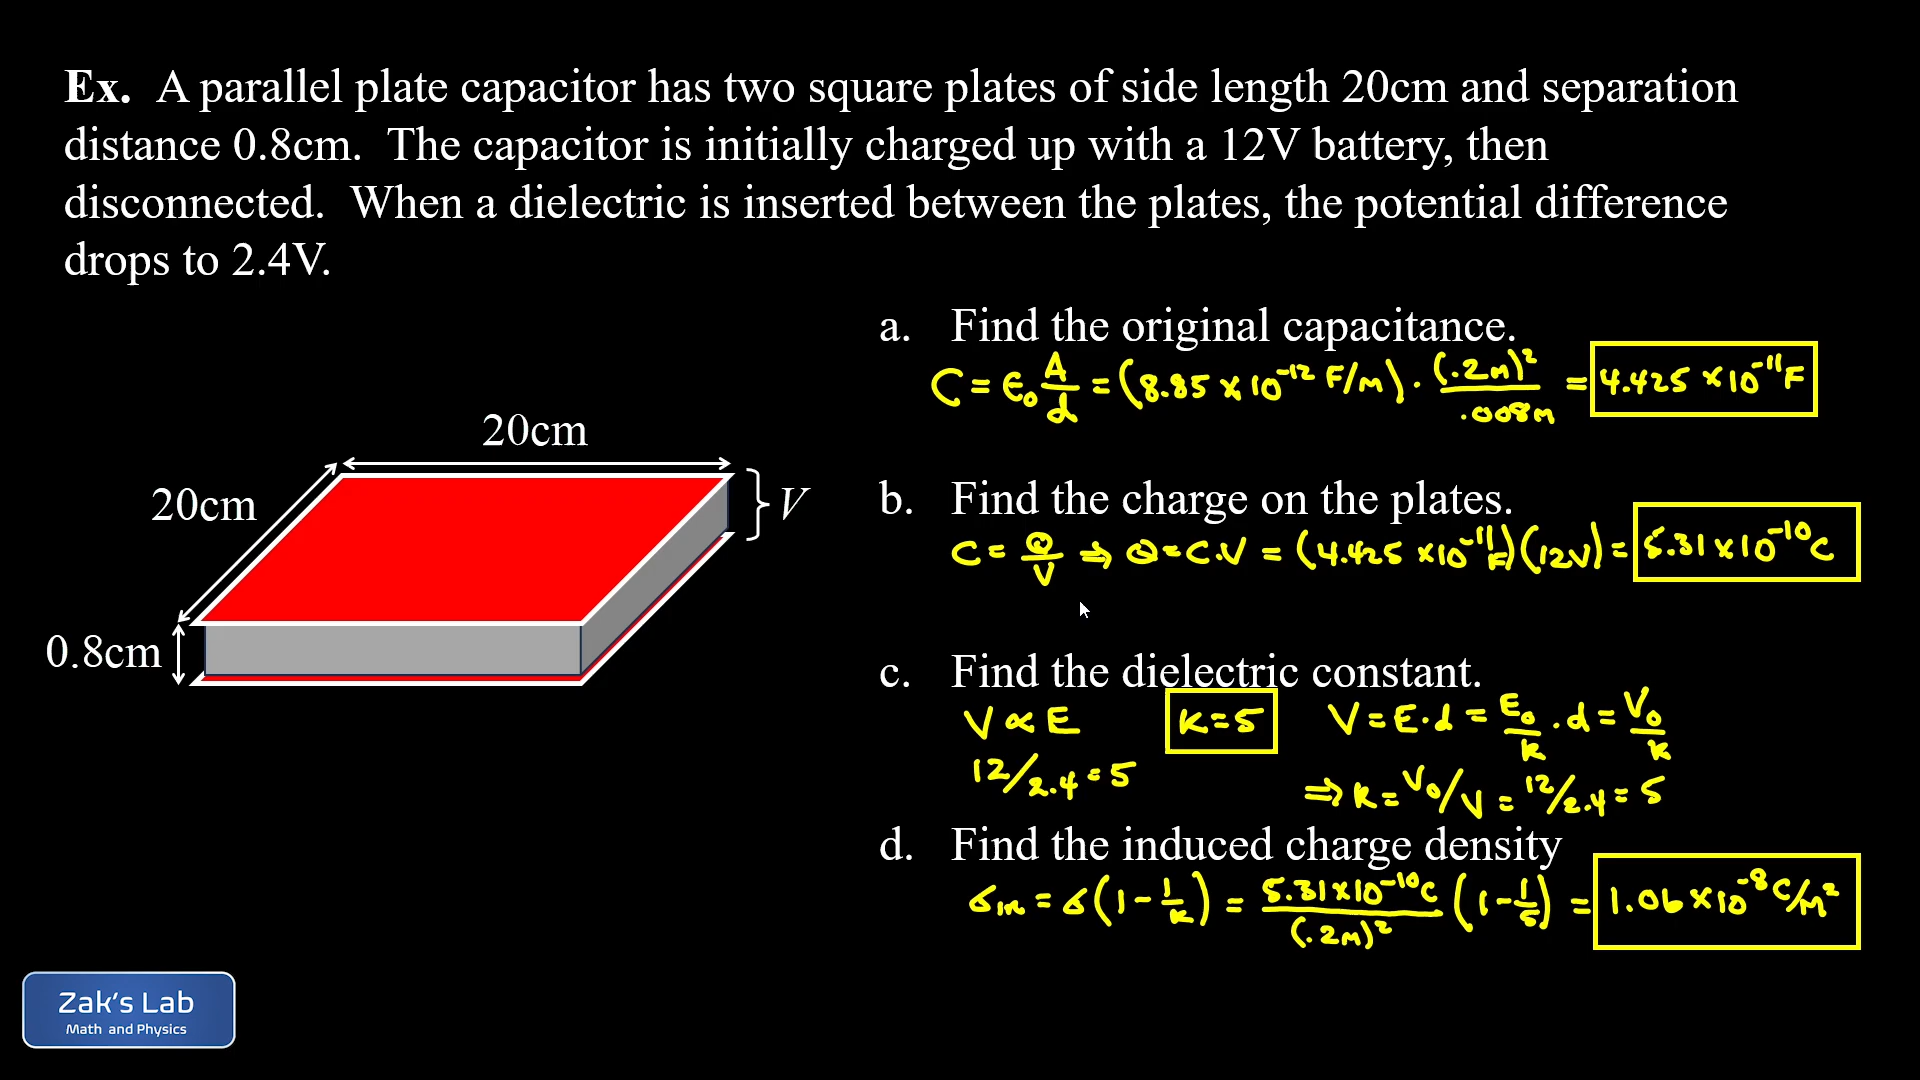 Ex. A parallel plate capacitor has two square plates of side length 20cm and separation
distance 0.8cm. The capacitor is initially charged up with a 12V battery, then
disconnected. When a dielectric is inserted between the plates, the potential difference
drops to 2.4V.
20cm
20cm
V
0.8cm
a. Find the original capacitance.
C = ε₀ A/d = (8.85 × 10⁻¹² F/m) · (.2m)²/.008m = 4.425 × 10⁻¹¹ F
b. Find the charge on the plates.
C = Q/V ⇒ Q = C·V = (4.425 × 10⁻¹¹ F)(12V) = 5.31 × 10⁻¹⁰ C
c. Find the dielectric constant.
V ∝ E K = 5 V = E·d = E₀/K · d = V₀/K
12/2.4 = 5 ⇒ K = V₀/V = 12/2.4 = 5
d. Find the induced charge density
σin = σ(1 - 1/K) = 5.31 × 10⁻¹⁰ C/(.2m)² (1 - 1/5) = 1.06 × 10⁻⁸ C/m²
Zak's Lab
Math and Physics